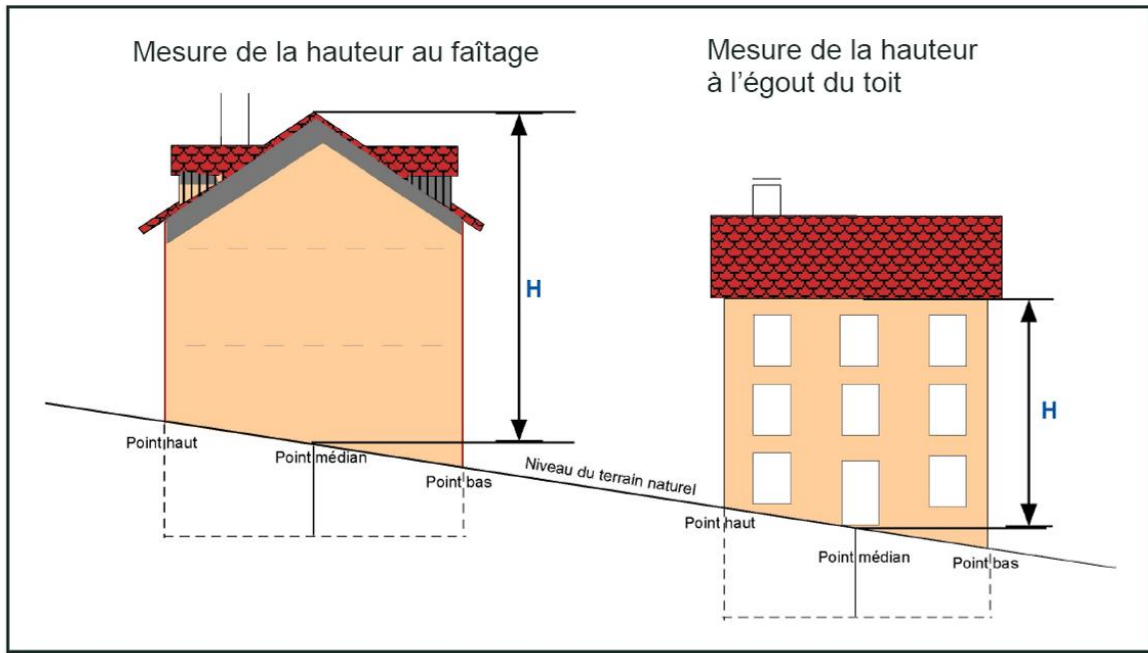 Mesure de la hauteur au faîtage
H
Point haut
Point médian
Point bas
Niveau du terrain naturel
Mesure de la hauteur
à l'égout du toit
H
Point haut
Point médian
Point bas